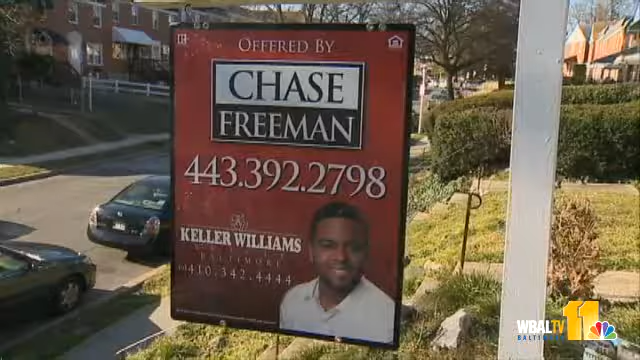 OFFERED BY
CHASE
FREEMAN
443.392.2798
KELLER WILLIAMS
BALTIMORE
410.342.4444
WBALTV 11
BALTIMORE